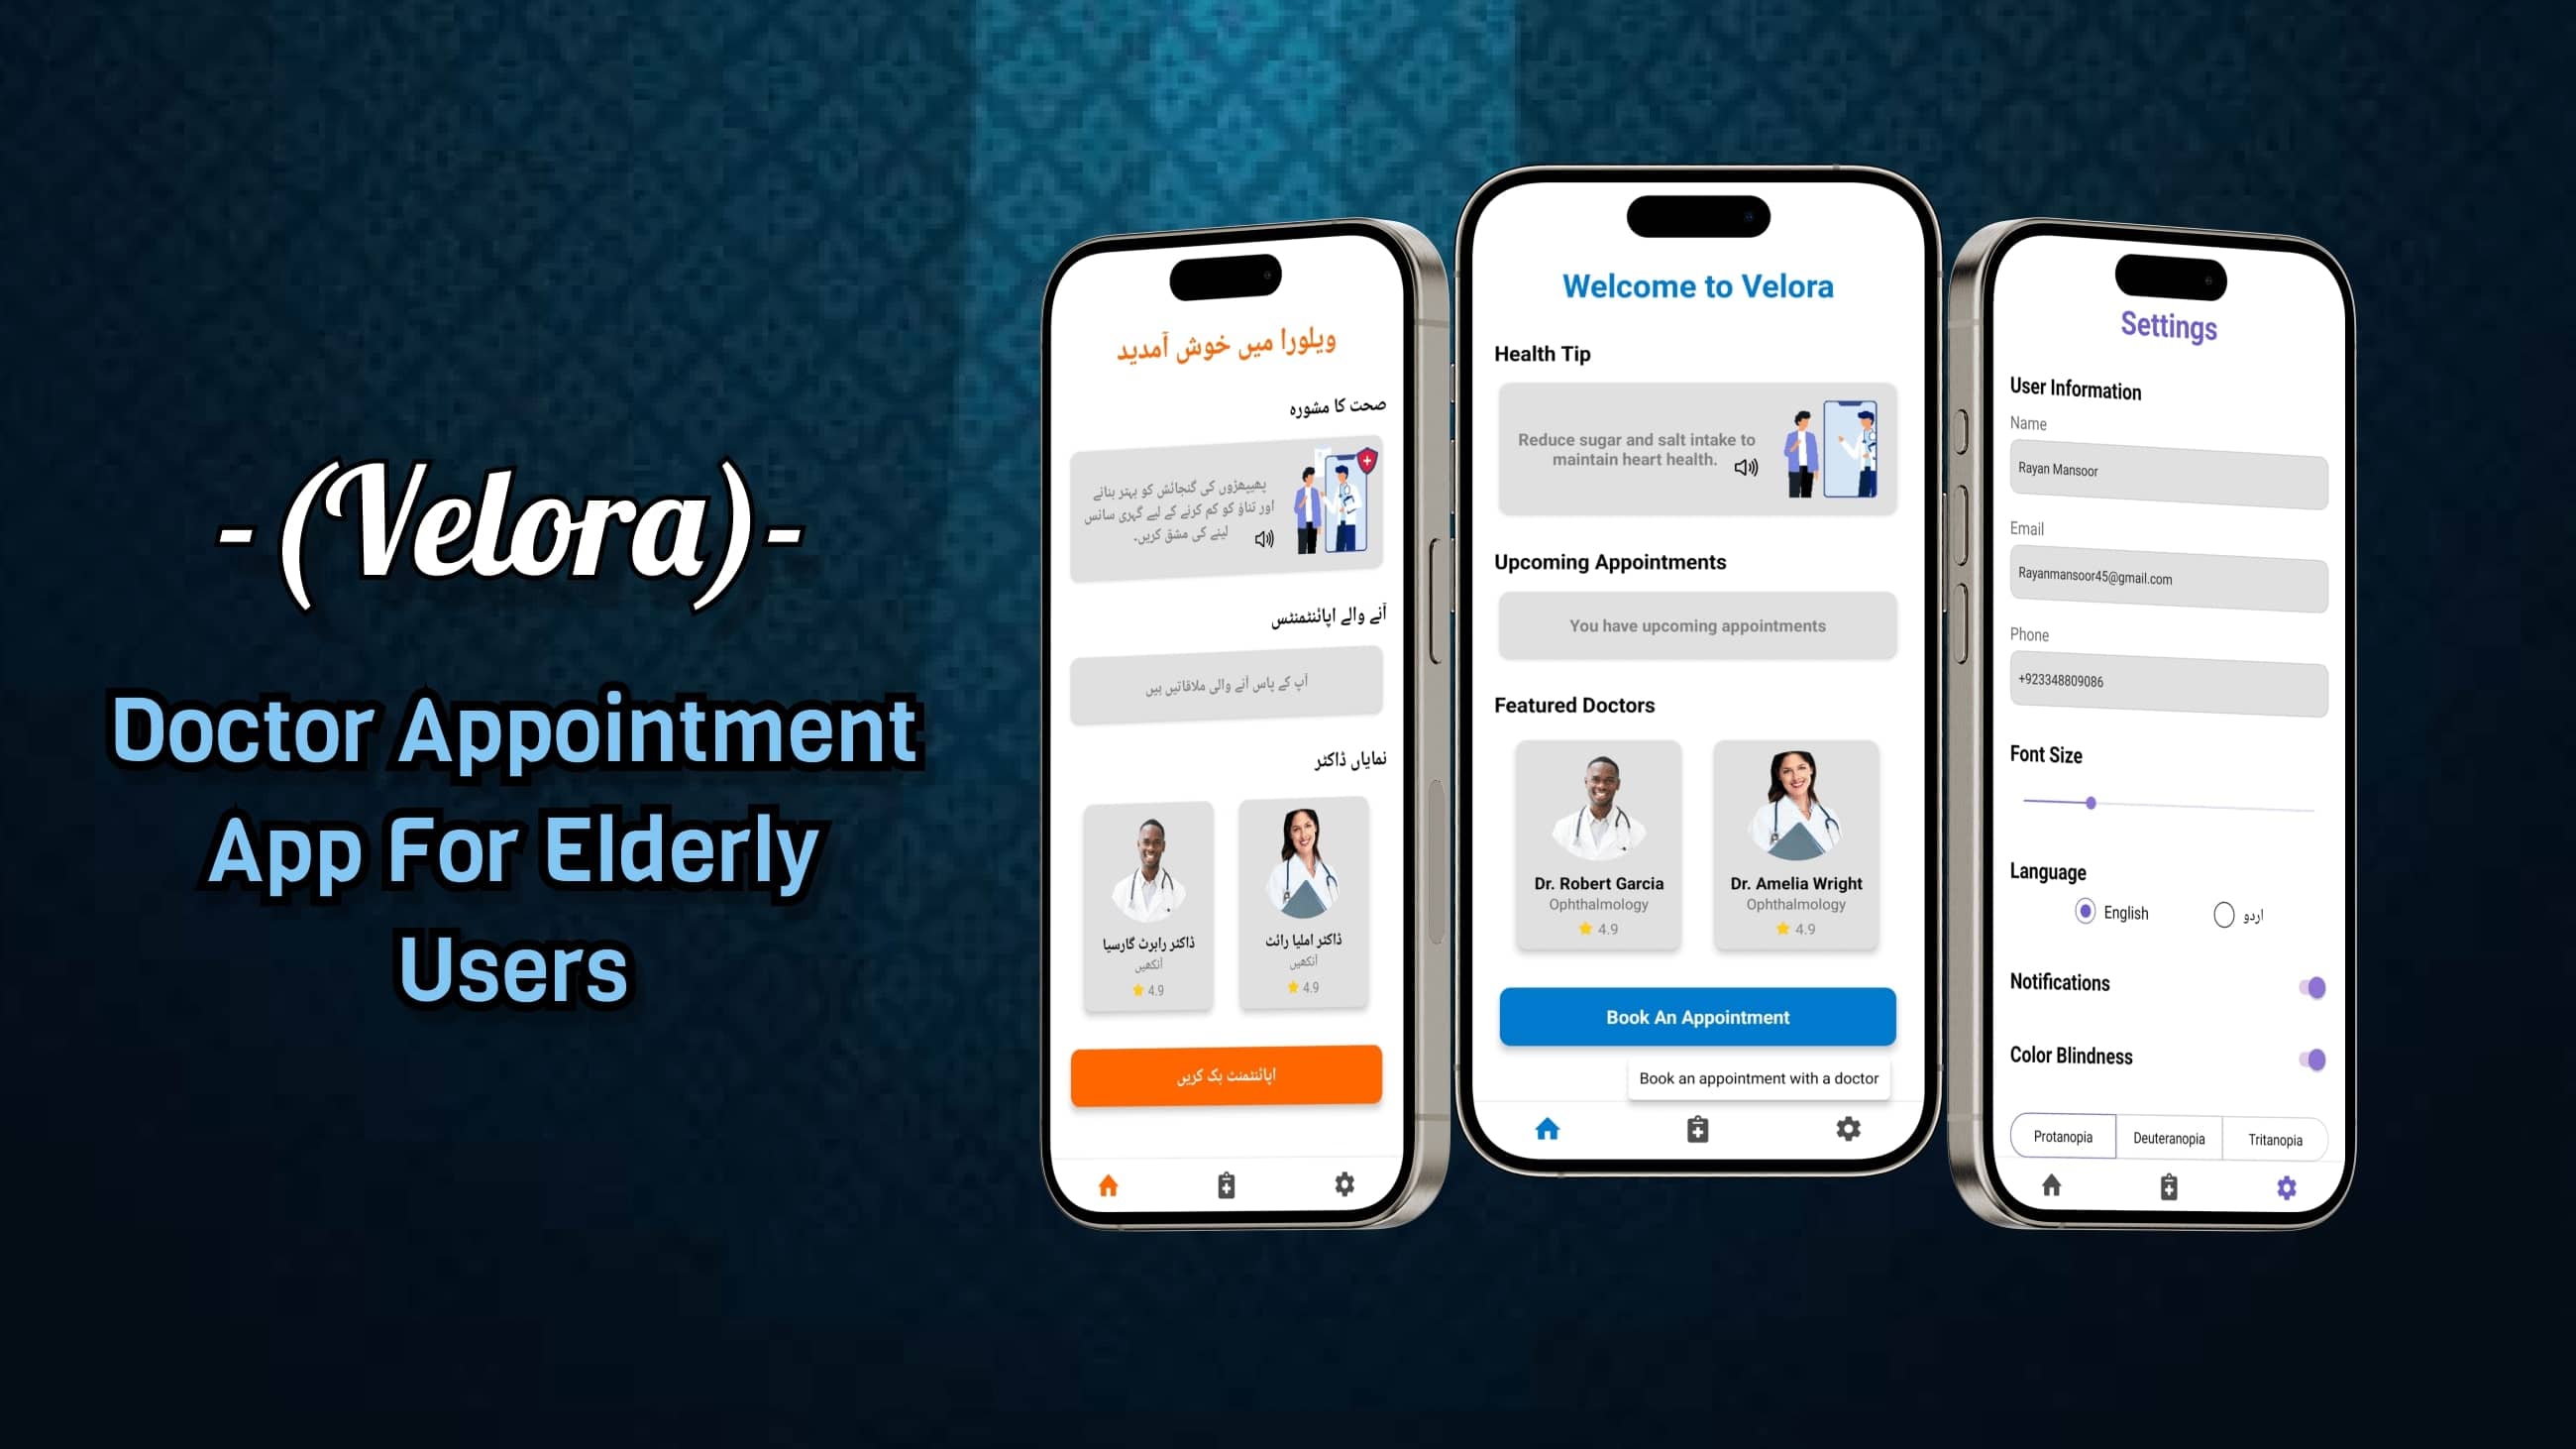 -(Velora)-
Doctor Appointment
App For Elderly
Users
ویلورا میں خوش آمدید
صحت کا مشورہ
پھیپھڑوں کی گنجائش کو بہتر بنانے
اور تناؤ کو کم کرنے کے لیے گہری سانس
لینے کی مشق کریں۔
آنے والے اپائنٹمنٹس
آپ کے پاس آنے والی ملاقاتیں ہیں
نمایاں ڈاکٹر
ڈاکٹر املیا رائٹ
آنکھیں
4.9
ڈاکٹر رابرٹ گارسیا
آنکھیں
4.9
اپائنٹمنٹ بک کریں
Welcome to Velora
Health Tip
Reduce sugar and salt intake to
maintain heart health.
Upcoming Appointments
You have upcoming appointments
Featured Doctors
Dr. Robert Garcia
Ophthalmology
4.9
Dr. Amelia Wright
Ophthalmology
4.9
Book An Appointment
Book an appointment with a doctor
Settings
User Information
Name
Rayan Mansoor
Email
Rayanmansoor45@gmail.com
Phone
+923348809086
Font Size
Language
English
اردو
Notifications
Color Blindness
Protanopia
Deuteranopia
Tritanopia